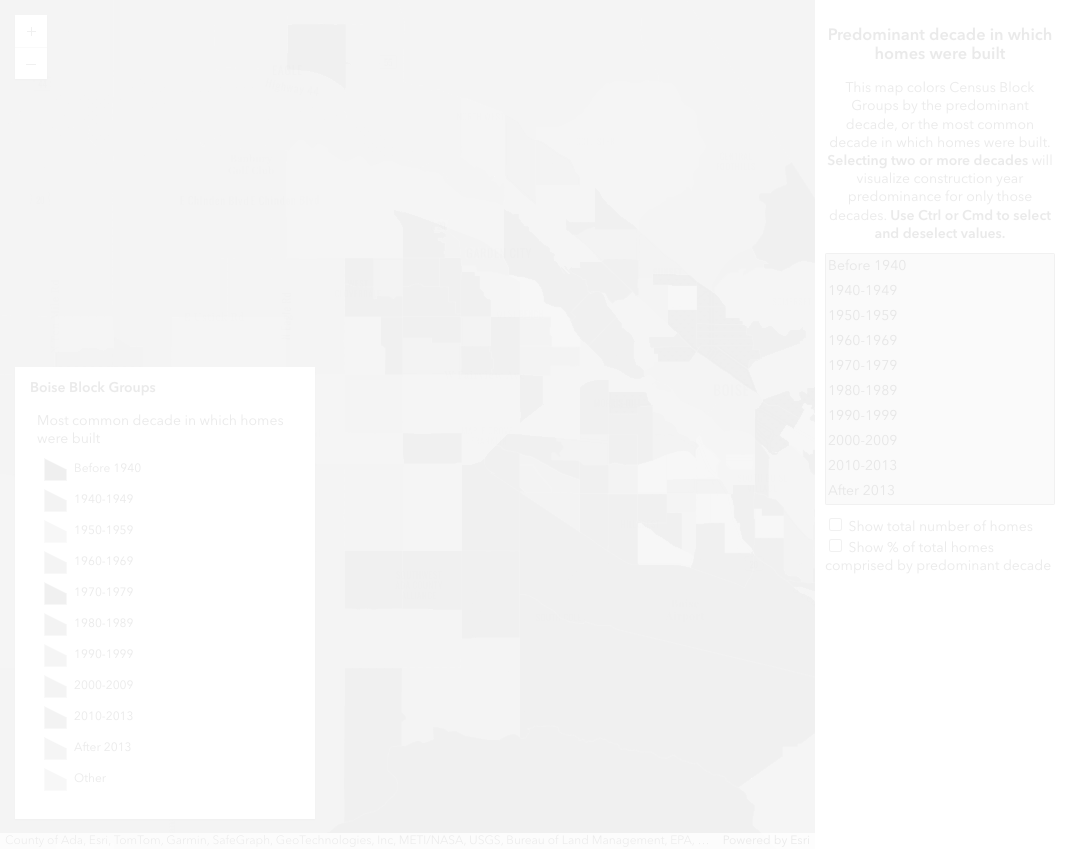 +
–
Predominant decade in which
homes were built
This map colors Census Block
Groups by the predominant
decade, or the most common
decade in which homes were built.
Selecting two or more decades will
visualize construction year
predominance for only those
decades. Use Ctrl or Cmd to select
and deselect values.
Before 1940
1940-1949
1950-1959
1960-1969
1970-1979
1980-1989
1990-1999
2000-2009
2010-2013
After 2013
Show total number of homes
Show % of total homes
comprised by predominant decade
Boise Block Groups
Most common decade in which homes
were built
Before 1940
1940-1949
1950-1959
1960-1969
1970-1979
1980-1989
1990-1999
2000-2009
2010-2013
After 2013
Other
County of Ada, Esri, TomTom, Garmin, SafeGraph, GeoTechnologies, Inc, METI/NASA, USGS, Bureau of Land Management, EPA, ...
Powered by Esri